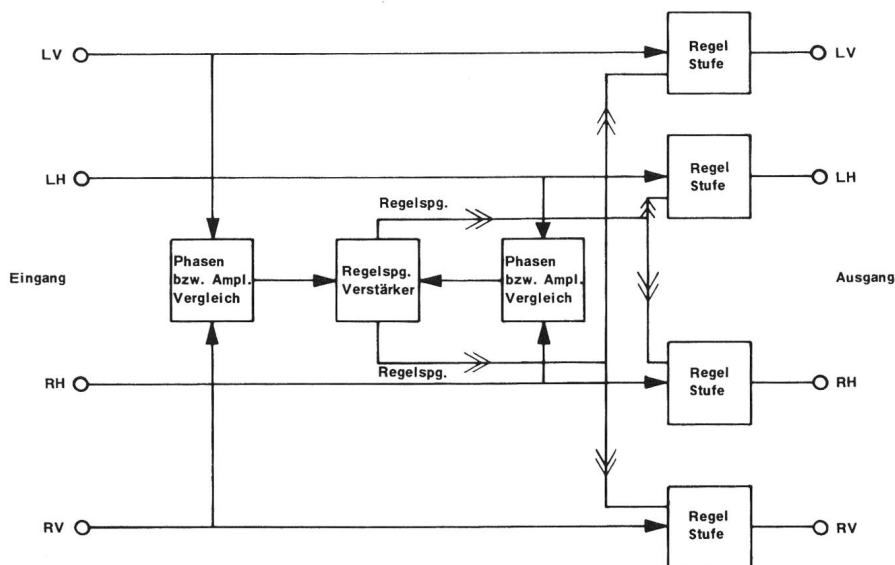 LV
Regel
Stufe
LV
LH
Regel
Stufe
LH
Regelspg.
Eingang
Phasen
bzw. Ampl.
Vergleich
Regelspg.
Verstärker
Phasen
bzw. Ampl.
Vergleich
Ausgang
Regelspg.
RH
Regel
Stufe
RH
RV
Regel
Stufe
RV